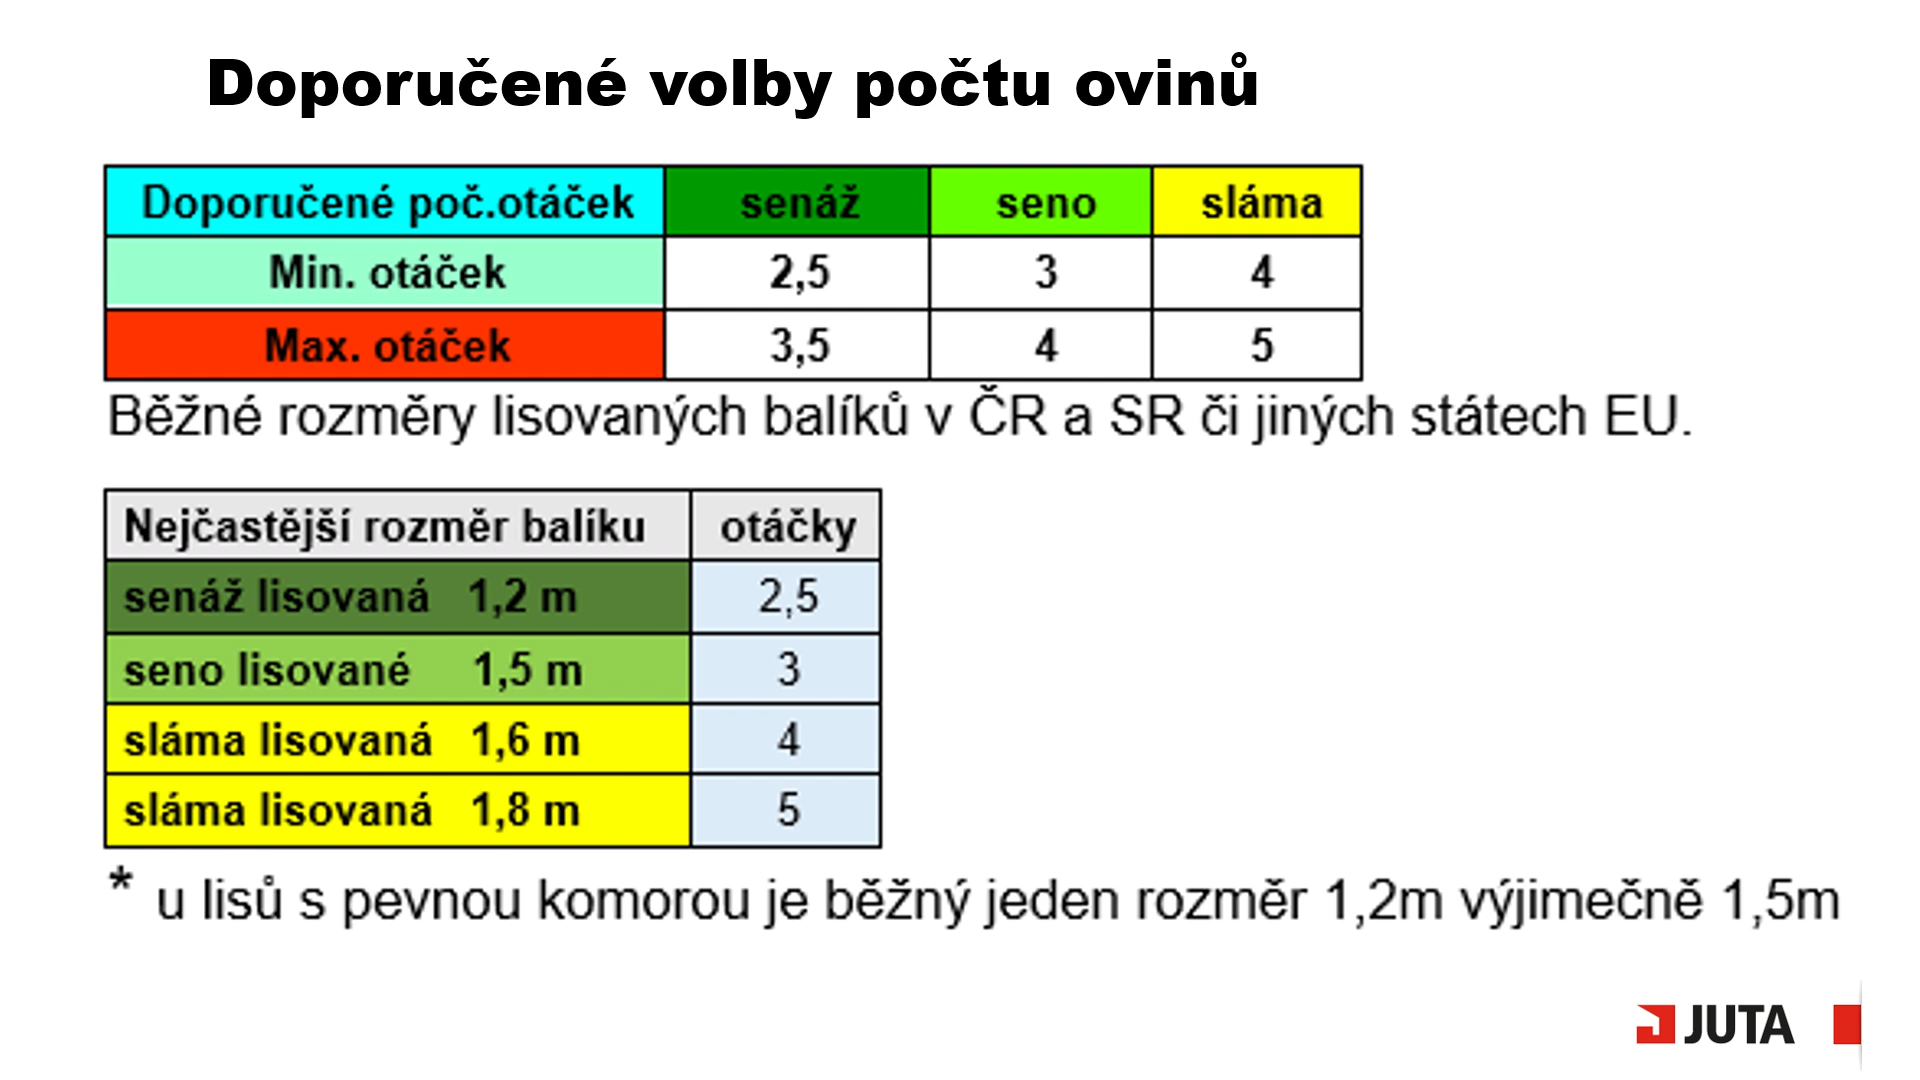 Doporučené volby počtu ovinů
Doporučené poč.otáček senáž seno sláma
Min. otáček 2,5 3 4
Max. otáček 3,5 4 5
Běžné rozměry lisovaných balíků v ČR a SR či jiných státech EU.
Nejčastější rozměr balíku otáčky
senáž lisovaná 1,2 m 2,5
seno lisované 1,5 m 3
sláma lisovaná 1,6 m 4
sláma lisovaná 1,8 m 5
* u lisů s pevnou komorou je běžný jeden rozměr 1,2m výjimečně 1,5m
JUTA